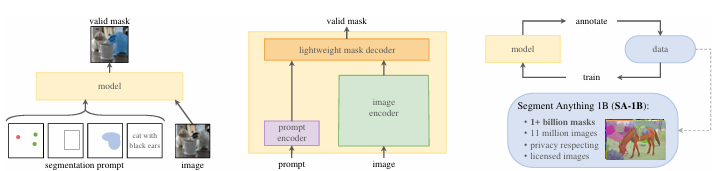 valid mask
model
cat with
black ears
segmentation prompt
image
valid mask
lightweight mask decoder
image
encoder
prompt
encoder
prompt
image
annotate
model
data
train
Segment Anything 1B (SA-1B):
• 1+ billion masks
• 11 million images
• privacy respecting
• licensed images